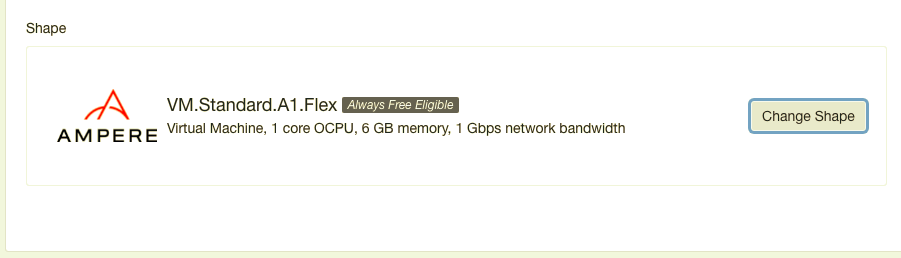 Shape
AMPERE
VM.Standard.A1.Flex Always Free Eligible
Virtual Machine, 1 core OCPU, 6 GB memory, 1 Gbps network bandwidth
Change Shape